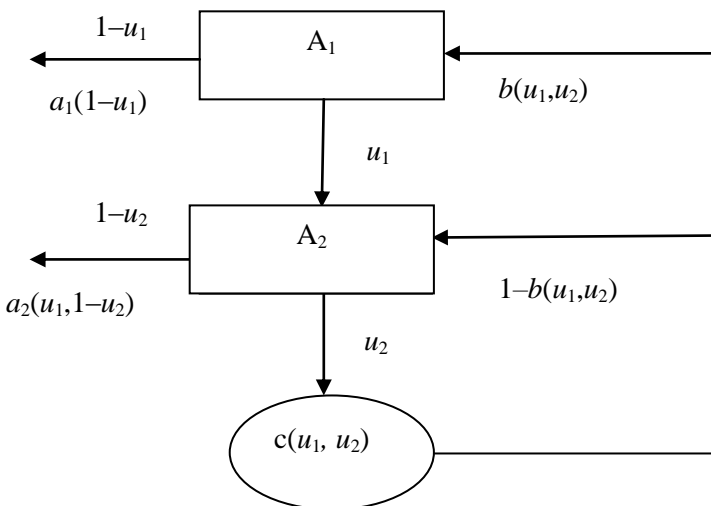 1–u₁
A₁
a₁(1–u₁)
b(u₁,u₂)
u₁
1–u₂
A₂
a₂(u₁,1–u₂)
1–b(u₁,u₂)
u₂
c(u₁, u₂)